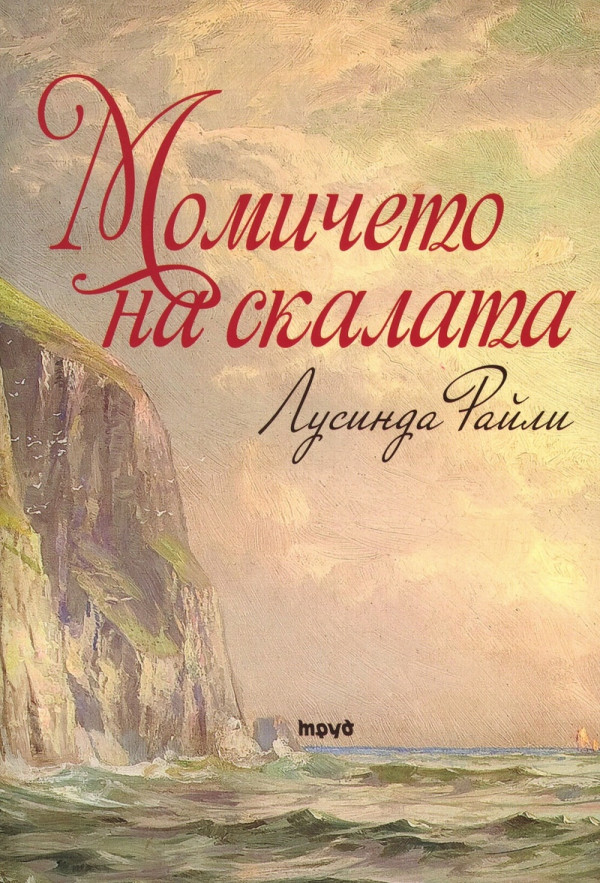 Момичето
на скалата
Лусинда Райли
труд